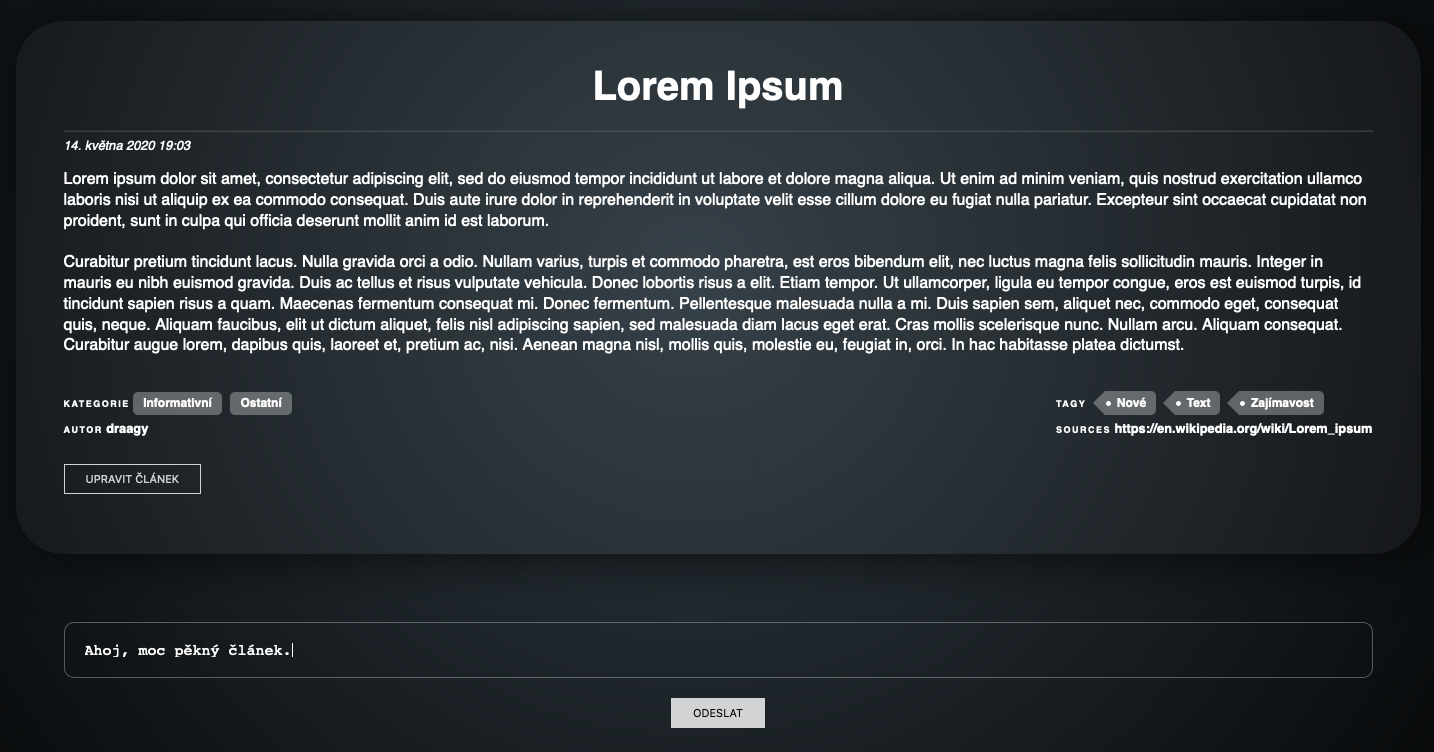 Lorem Ipsum
14. května 2020 19:03
Lorem ipsum dolor sit amet, consectetur adipiscing elit, sed do eiusmod tempor incididunt ut labore et dolore magna aliqua. Ut enim ad minim veniam, quis nostrud exercitation ullamco
laboris nisi ut aliquip ex ea commodo consequat. Duis aute irure dolor in reprehenderit in voluptate velit esse cillum dolore eu fugiat nulla pariatur. Excepteur sint occaecat cupidatat non
proident, sunt in culpa qui officia deserunt mollit anim id est laborum.
Curabitur pretium tincidunt lacus. Nulla gravida orci a odio. Nullam varius, turpis et commodo pharetra, est eros bibendum elit, nec luctus magna felis sollicitudin mauris. Integer in
mauris eu nibh euismod gravida. Duis ac tellus et risus vulputate vehicula. Donec lobortis risus a elit. Etiam tempor. Ut ullamcorper, ligula eu tempor congue, eros est euismod turpis, id
tincidunt sapien risus a quam. Maecenas fermentum consequat mi. Donec fermentum. Pellentesque malesuada nulla a mi. Duis sapien sem, aliquet nec, commodo eget, consequat
quis, neque. Aliquam faucibus, elit ut dictum aliquet, felis nisl adipiscing sapien, sed malesuada diam lacus eget erat. Cras mollis scelerisque nunc. Nullam arcu. Aliquam consequat.
Curabitur augue lorem, dapibus quis, laoreet et, pretium ac, nisi. Aenean magna nisl, mollis quis, molestie eu, feugiat in, orci. In hac habitasse platea dictumst.
KATEGORIE Informativní Ostatní
AUTOR draagy
TAGY Nové Text Zajímavost
SOURCES https://en.wikipedia.org/wiki/Lorem_ipsum
UPRAVIT ČLÁNEK
Ahoj, moc pěkný článek.
ODESLAT